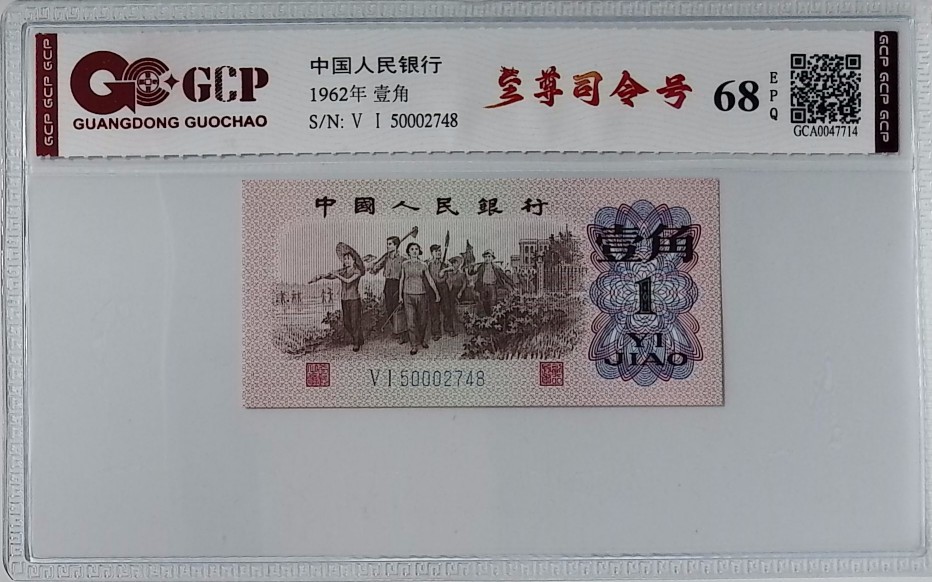 GCP GCP GCP
GCP
GUANGDONG GUOCHAO
中国人民银行
1962年 壹角
S/N: V I 50002748
至尊司令号
68
EPQ
GCA0047714
GCP GCP GCP
中國人民銀行
壹角
1
YI
JIAO
V I 50002748